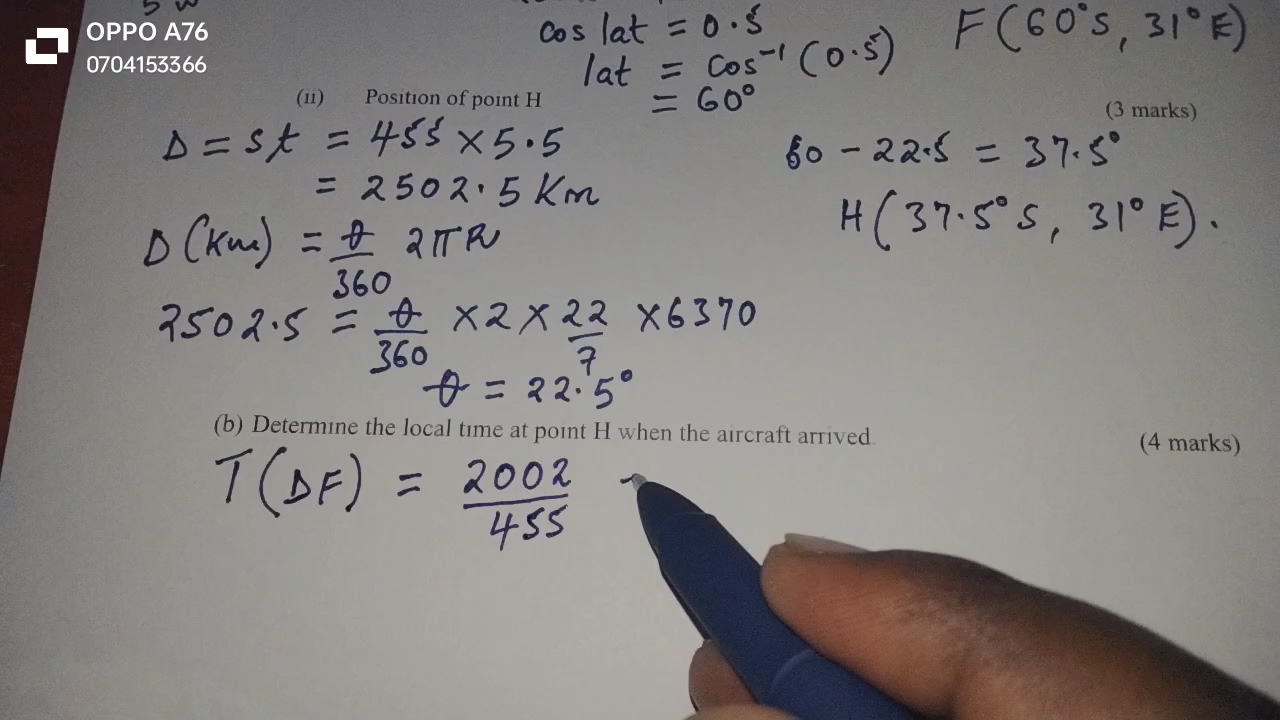 OPPO A76
0704153366
cos lat = 0.5
F(60°S, 31°E)
lat = cos⁻¹(0.5)
= 60°
(ii) Position of point H
(3 marks)
D = st = 455 × 5.5
= 2502.5 Km
60 - 22.5 = 37.5°
H(37.5°S, 31°E).
D(Km) = θ/360 2πR
2502.5 = θ/360 × 2 × 22/7 × 6370
θ = 22.5°
(b) Determine the local time at point H when the aircraft arrived
(4 marks)
T(DF) = 2002/455